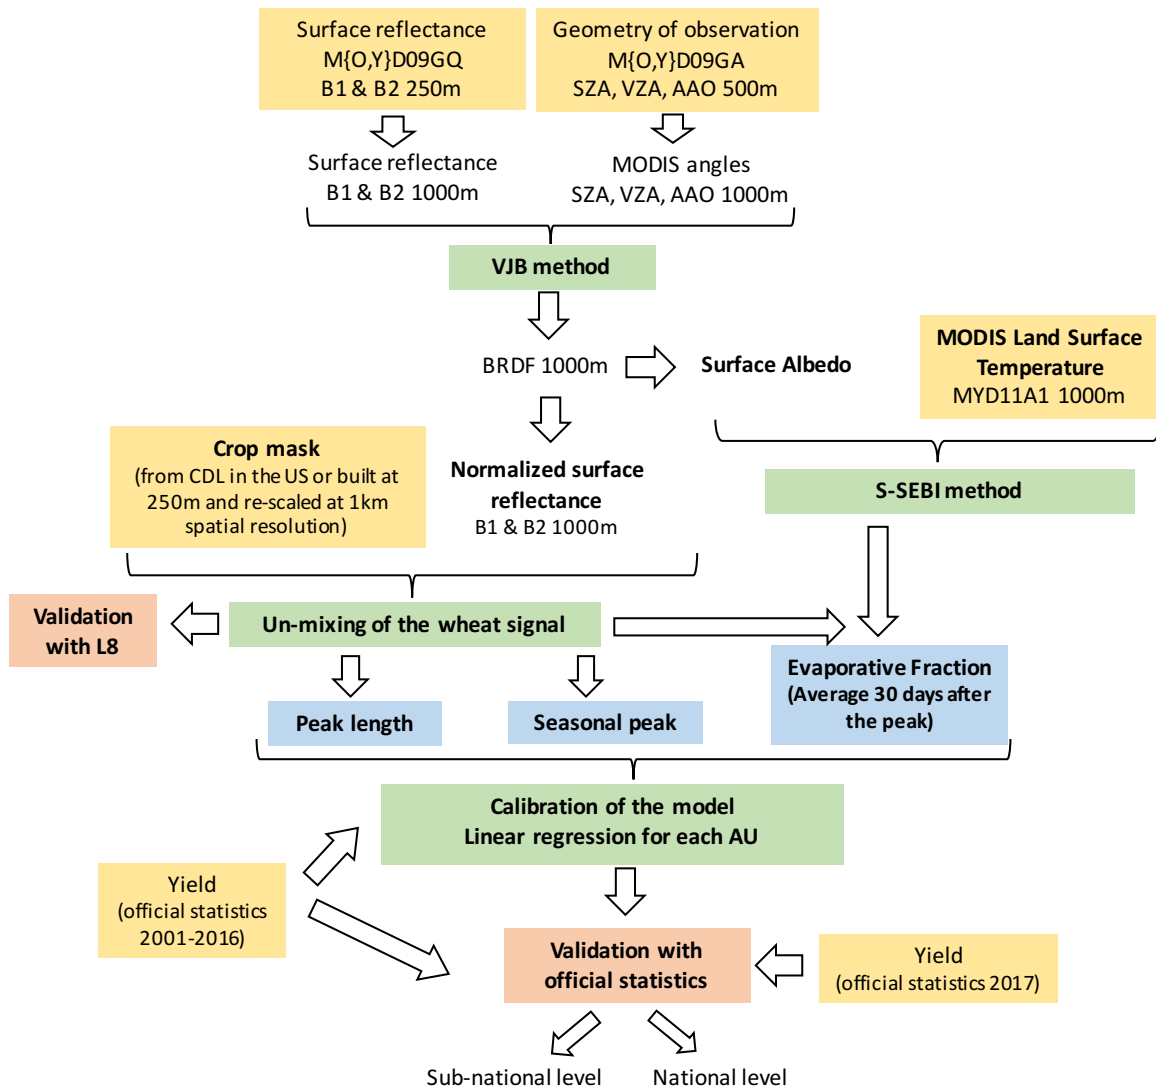 Surface reflectance
M{O,Y}D09GQ
B1 & B2 250m
Geometry of observation
M{O,Y}D09GA
SZA, VZA, AAO 500m
Surface reflectance
B1 & B2 1000m
MODIS angles
SZA, VZA, AAO 1000m
VJB method
BRDF 1000m
Surface Albedo
MODIS Land Surface
Temperature
MYD11A1 1000m
Crop mask
(from CDL in the US or built at
250m and re-scaled at 1km
spatial resolution)
Normalized surface
reflectance
B1 & B2 1000m
S-SEBI method
Validation
with L8
Un-mixing of the wheat signal
Evaporative Fraction
(Average 30 days after
the peak)
Peak length
Seasonal peak
Calibration of the model
Linear regression for each AU
Yield
(official statistics
2001-2016)
Validation with
official statistics
Yield
(official statistics 2017)
Sub-national level
National level